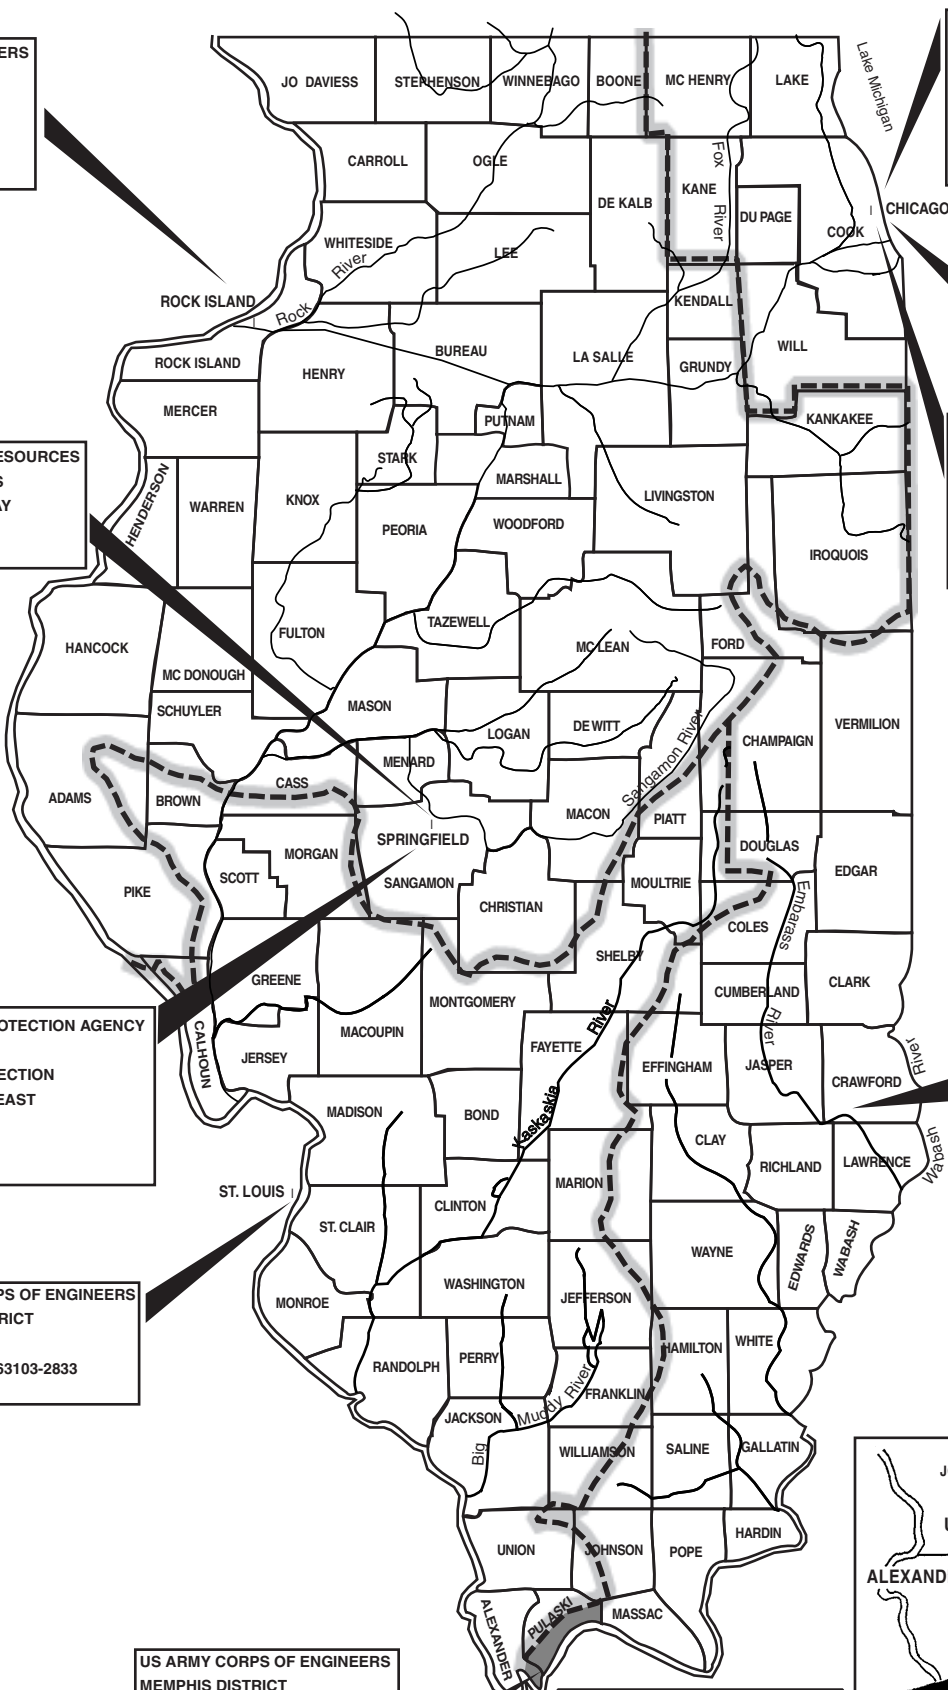 ERS
JO DAVIESS
STEPHENSON
WINNEBAGO
BOONE
MC HENRY
LAKE
Lake Michigan
CARROLL
OGLE
DE KALB
KANE
Fox
River
DU PAGE
COOK
CHICAGO
WHITESIDE
LEE
River
Rock
ROCK ISLAND
KENDALL
WILL
ROCK ISLAND
HENRY
BUREAU
LA SALLE
GRUNDY
MERCER
PUTNAM
KANKAKEE
ESOURCES
S
AY
STARK
HENDERSON
WARREN
KNOX
MARSHALL
LIVINGSTON
PEORIA
WOODFORD
IROQUOIS
HANCOCK
FULTON
TAZEWELL
MC LEAN
FORD
MC DONOUGH
SCHUYLER
MASON
LOGAN
DE WITT
Sangamon River
CHAMPAIGN
VERMILION
MENARD
CASS
ADAMS
BROWN
MACON
PIATT
SPRINGFIELD
MORGAN
SCOTT
SANGAMON
DOUGLAS
EDGAR
MOULTRIE
PIKE
CHRISTIAN
COLES
Embarass
River
SHELBY
GREENE
MONTGOMERY
CUMBERLAND
CLARK
OTECTION AGENCY
ECTION
EAST
CALHOUN
MACOUPIN
JERSEY
FAYETTE
Kaskaskia
River
EFFINGHAM
JASPER
CRAWFORD
River
Wabash
MADISON
BOND
CLAY
RICHLAND
LAWRENCE
ST. LOUIS
MARION
CLINTON
ST. CLAIR
WAYNE
EDWARDS
WABASH
PS OF ENGINEERS
RICT
63103-2833
MONROE
WASHINGTON
JEFFERSON
RANDOLPH
PERRY
HAMILTON
WHITE
FRANKLIN
JACKSON
Big
Muddy River
WILLIAMSON
SALINE
GALLATIN
UNION
JOHNSON
POPE
HARDIN
ALEXANDER
PULASKI
MASSAC
J
U
ALEXAND
US ARMY CORPS OF ENGINEERS
MEMPHIS DISTRICT